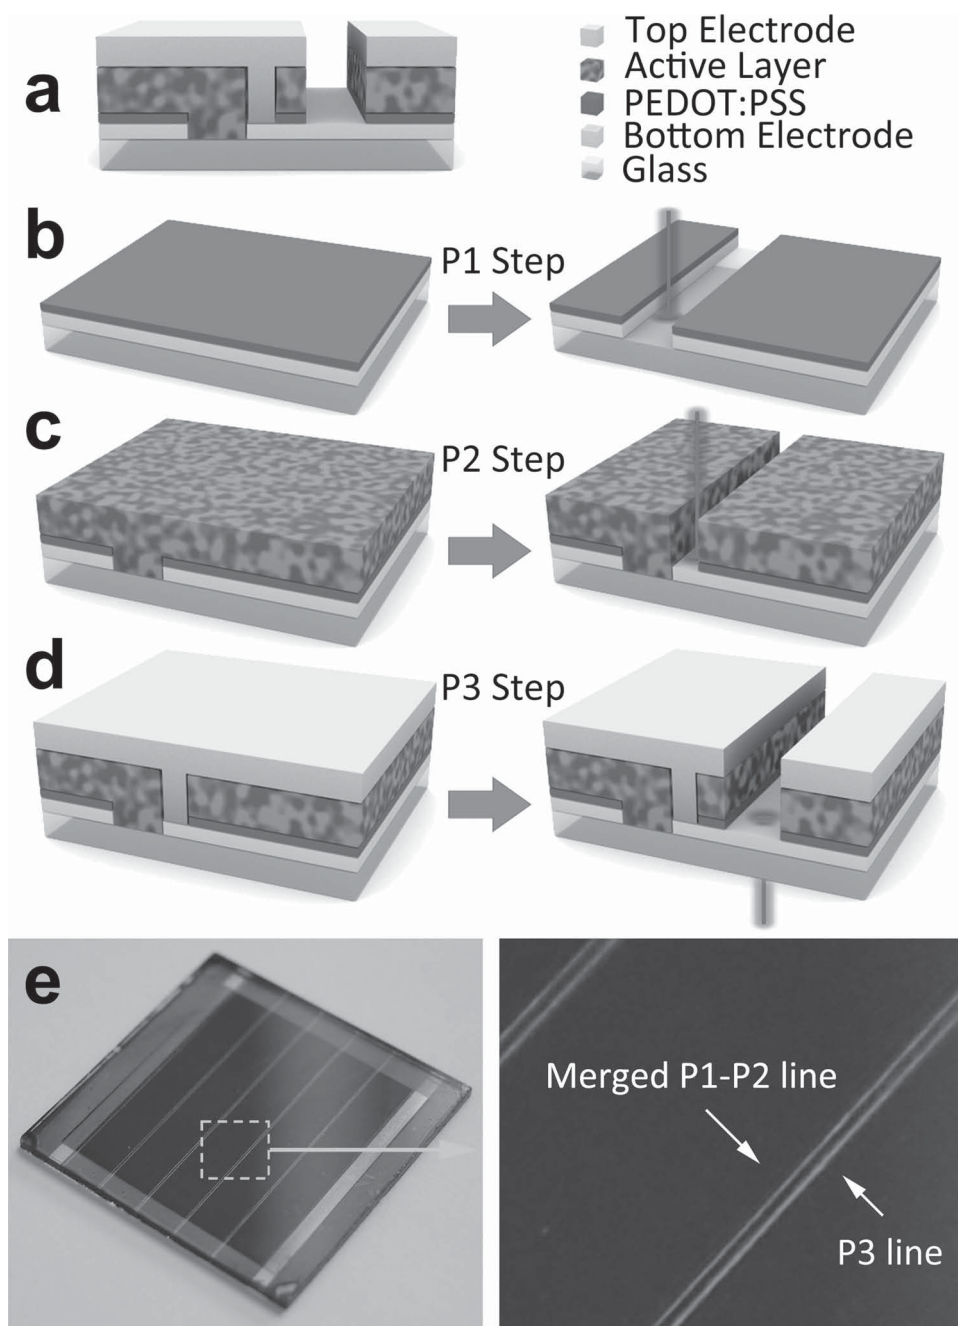 a
Top Electrode
Active Layer
PEDOT:PSS
Bottom Electrode
Glass
b
P1 Step
c
P2 Step
d
P3 Step
e
Merged P1-P2 line
P3 line